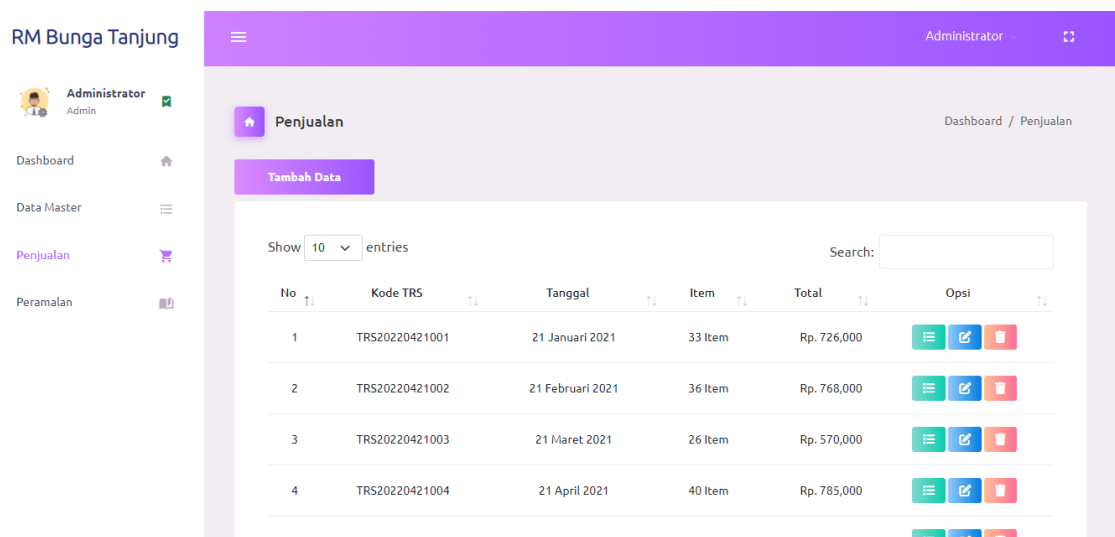 RM Bunga Tanjung
Administrator
Administrator
Admin
Dashboard
Data Master
Penjualan
Peramalan
Penjualan
Dashboard / Penjualan
Tambah Data
Show 10 entries
Search:
No Kode TRS Tanggal Item Total Opsi
1 TRS20220421001 21 Januari 2021 33 Item Rp. 726,000
2 TRS20220421002 21 Februari 2021 36 Item Rp. 768,000
3 TRS20220421003 21 Maret 2021 26 Item Rp. 570,000
4 TRS20220421004 21 April 2021 40 Item Rp. 785,000